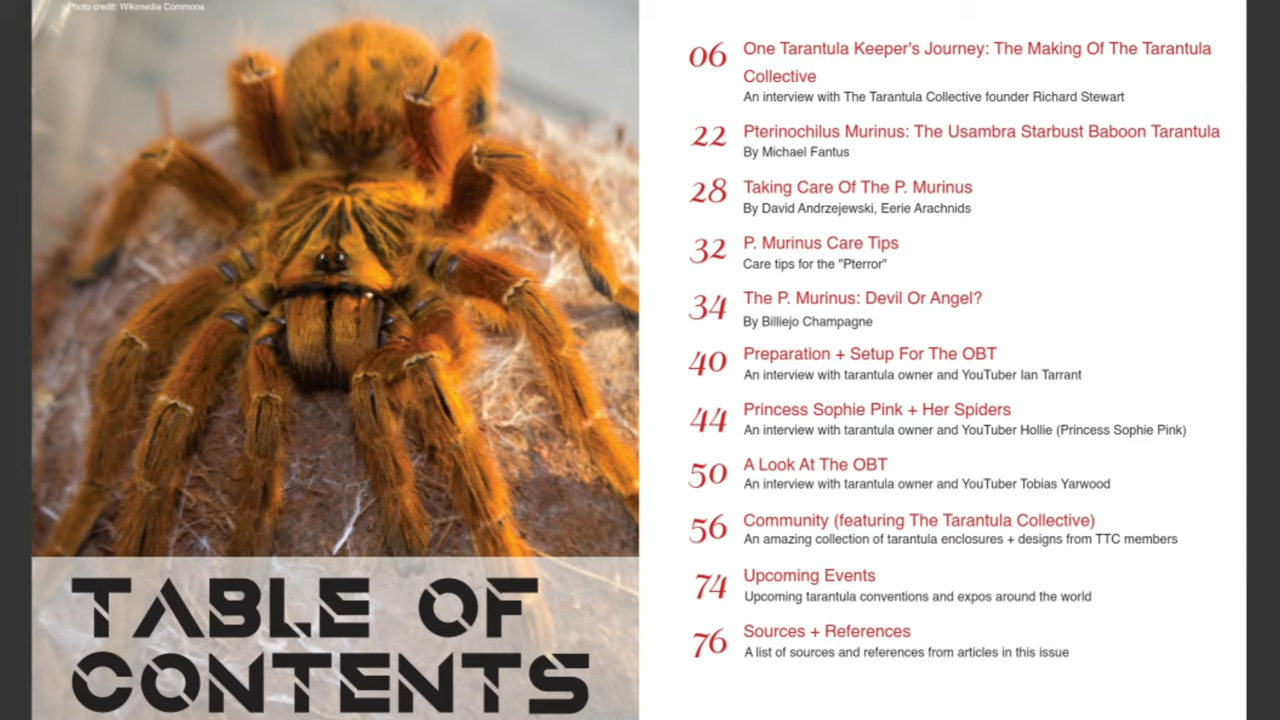 Photo credit: Wikimedia Commons
TABLE OF
CONTENTS
06
One Tarantula Keeper's Journey: The Making Of The Tarantula
Collective
An interview with The Tarantula Collective founder Richard Stewart
22
Pterinochilus Murinus: The Usambra Starbust Baboon Tarantula
By Michael Fantus
28
Taking Care Of The P. Murinus
By David Andrzejewski, Eerie Arachnids
32
P. Murinus Care Tips
Care tips for the "Pterror"
34
The P. Murinus: Devil Or Angel?
By Billiejo Champagne
40
Preparation + Setup For The OBT
An interview with tarantula owner and YouTuber Ian Tarrant
44
Princess Sophie Pink + Her Spiders
An interview with tarantula owner and YouTuber Hollie (Princess Sophie Pink)
50
A Look At The OBT
An interview with tarantula owner and YouTuber Tobias Yarwood
56
Community (featuring The Tarantula Collective)
An amazing collection of tarantula enclosures + designs from TTC members
74
Upcoming Events
Upcoming tarantula conventions and expos around the world
76
Sources + References
A list of sources and references from articles in this issue